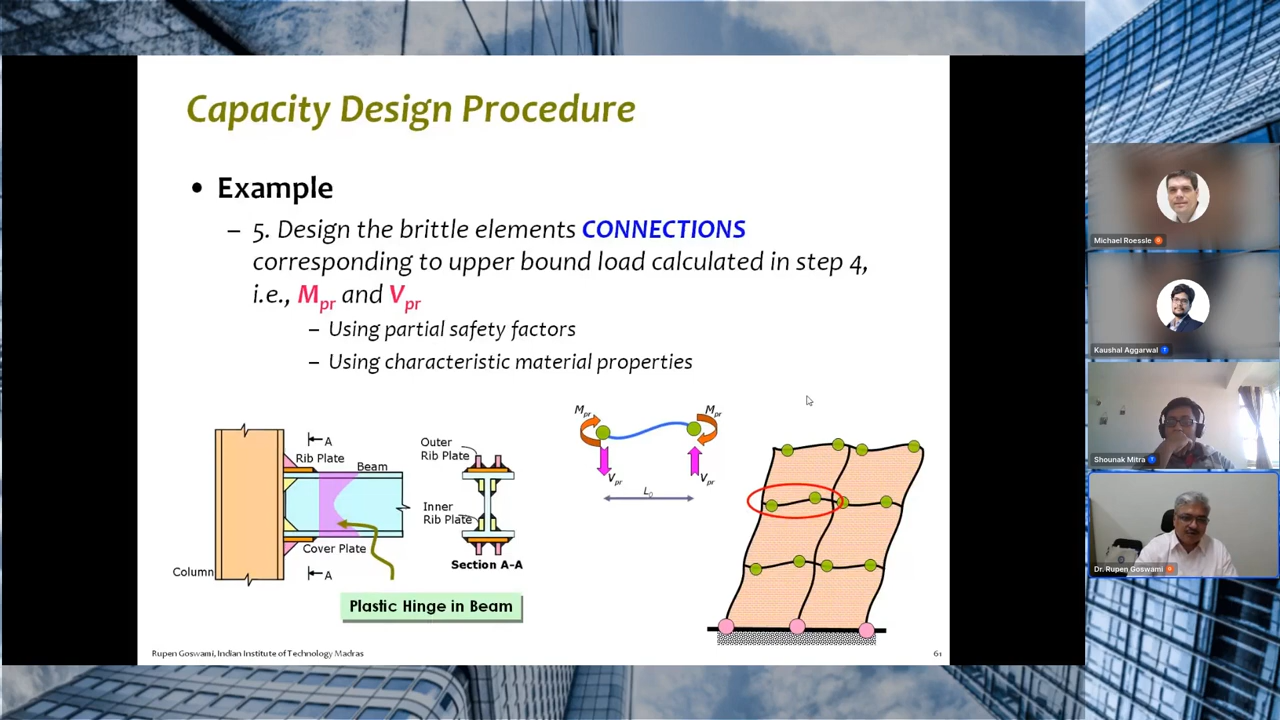 Capacity Design Procedure
• Example
– 5. Design the brittle elements CONNECTIONS
corresponding to upper bound load calculated in step 4,
i.e., Mpr and Vpr
– Using partial safety factors
– Using characteristic material properties
A
Rib Plate
Beam
Cover Plate
Column
A
Outer
Rib Plate
Inner
Rib Plate
Section A-A
Plastic Hinge in Beam
Mpr
Mpr
Vpr
Vpr
L0
Rupen Goswami, Indian Institute of Technology Madras
61
Michael Roessle
Kaushal Aggarwal
Shounak Mitra
Dr. Rupen Goswami